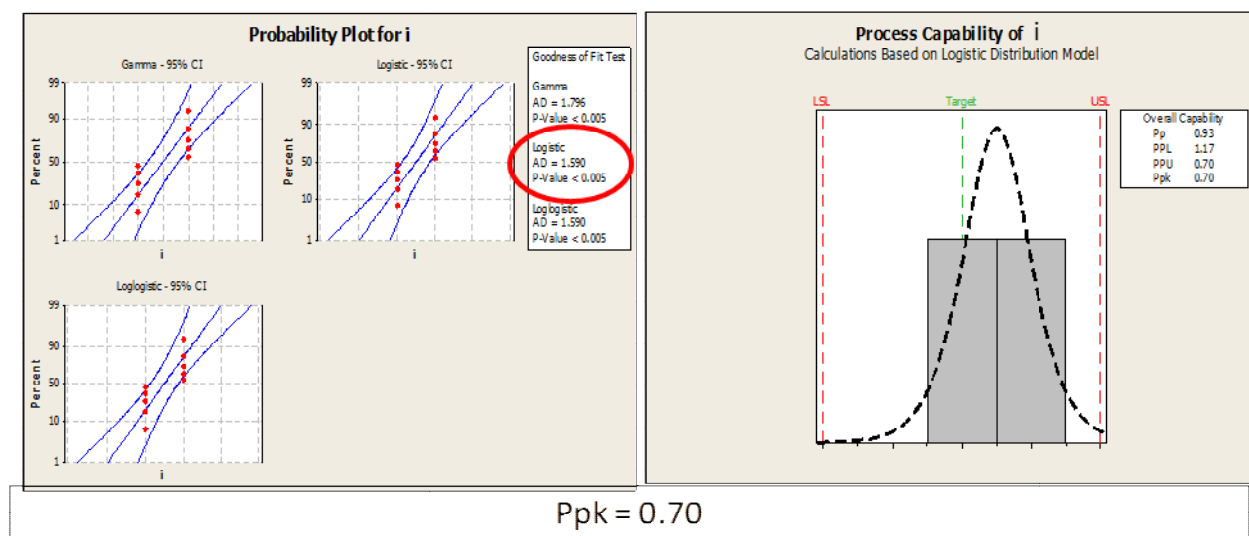 Probability Plot for i
Gamma - 95% CI
99
90
50
10
1
Percent
i
Logistic - 95% CI
99
90
50
10
1
Percent
i
Goodness of Fit Test
Gamma
AD = 1.796
P-Value < 0.005
Logistic
AD = 1.590
P-Value < 0.005
Loglogistic
AD = 1.590
P-Value < 0.005
Loglogistic - 95% CI
99
90
50
10
1
Percent
i
Process Capability of i
Calculations Based on Logistic Distribution Model
LSL Target USL
Overall Capability
Pp 0.93
PPL 1.17
PPU 0.70
Ppk 0.70
Ppk = 0.70